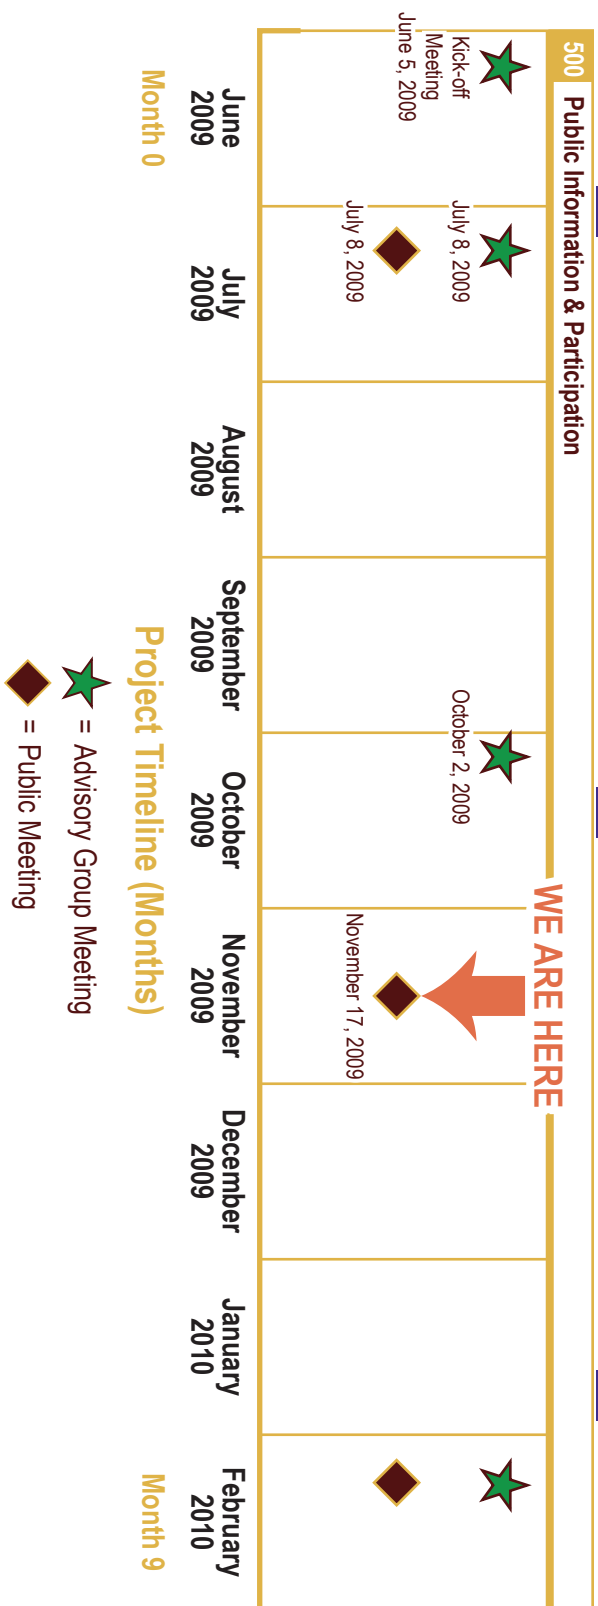 500 Public Information & Participation
WE ARE HERE
Kick-off
Meeting
June 5, 2009
July 8, 2009
July 8, 2009
October 2, 2009
November 17, 2009
June
2009
July
2009
August
2009
September
2009
October
2009
November
2009
December
2009
January
2010
February
2010
Month 0
Month 9
Project Timeline (Months)
= Advisory Group Meeting
= Public Meeting